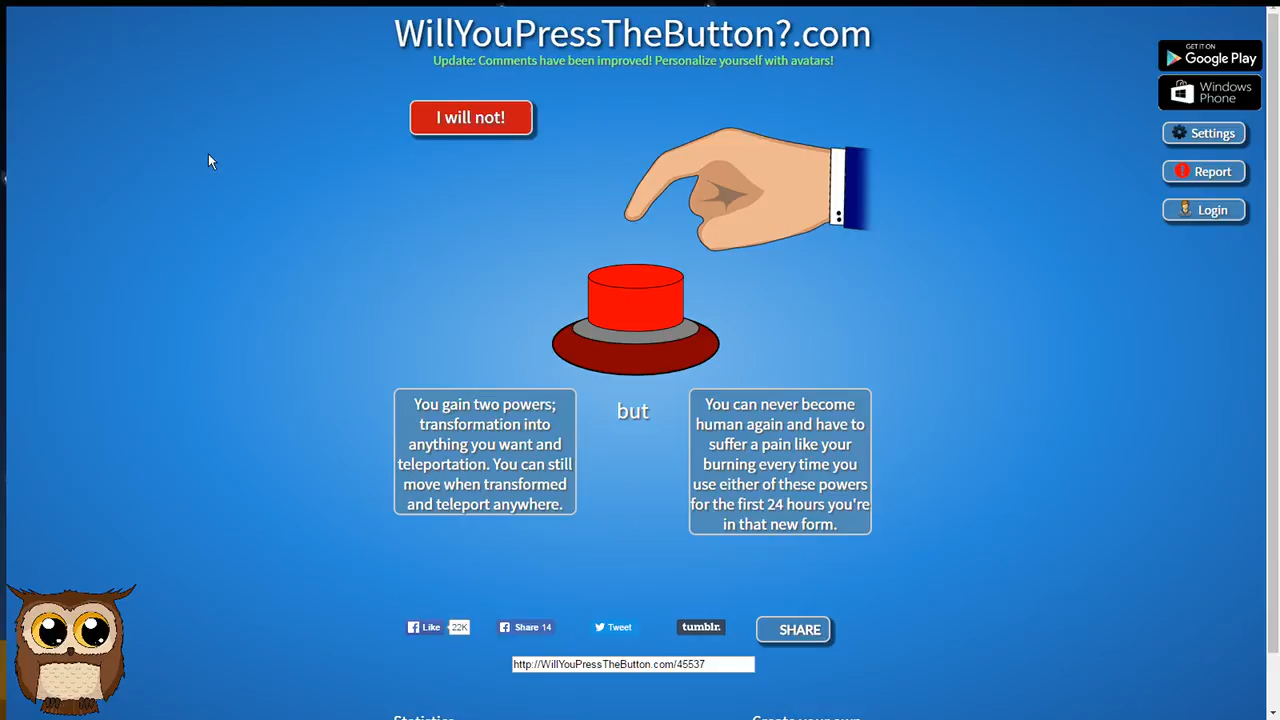 WillYouPressTheButton?.com
Update: Comments have been improved! Personalize yourself with avatars!
GET IT ON
Google Play
Windows
Phone
I will not!
Settings
Report
Login
You gain two powers;
transformation into
anything you want and
teleportation. You can still
move when transformed
and teleport anywhere.
but
You can never become
human again and have to
suffer a pain like your
burning every time you
use either of these powers
for the first 24 hours you're
in that new form.
Like 22K
Share 14
Tweet
tumblr.
SHARE
http://WillYouPressTheButton.com/45537
Statistics
Create your own